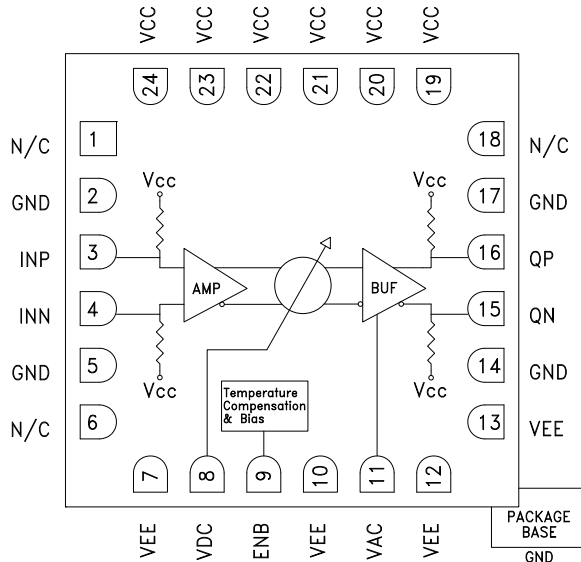 VCC VCC VCC VCC VCC VCC
24 23 22 21 20 19
N/C 1 18 N/C
GND 2 Vcc Vcc 17 GND
INP 3 16 QP
AMP BUF
INN 4 15 QN
GND 5 Vcc Vcc 14 GND
Temperature
Compensation
& Bias
N/C 6 13 VEE
7 8 9 10 11 12
VEE VDC ENB VEE VAC VEE
PACKAGE
BASE
GND